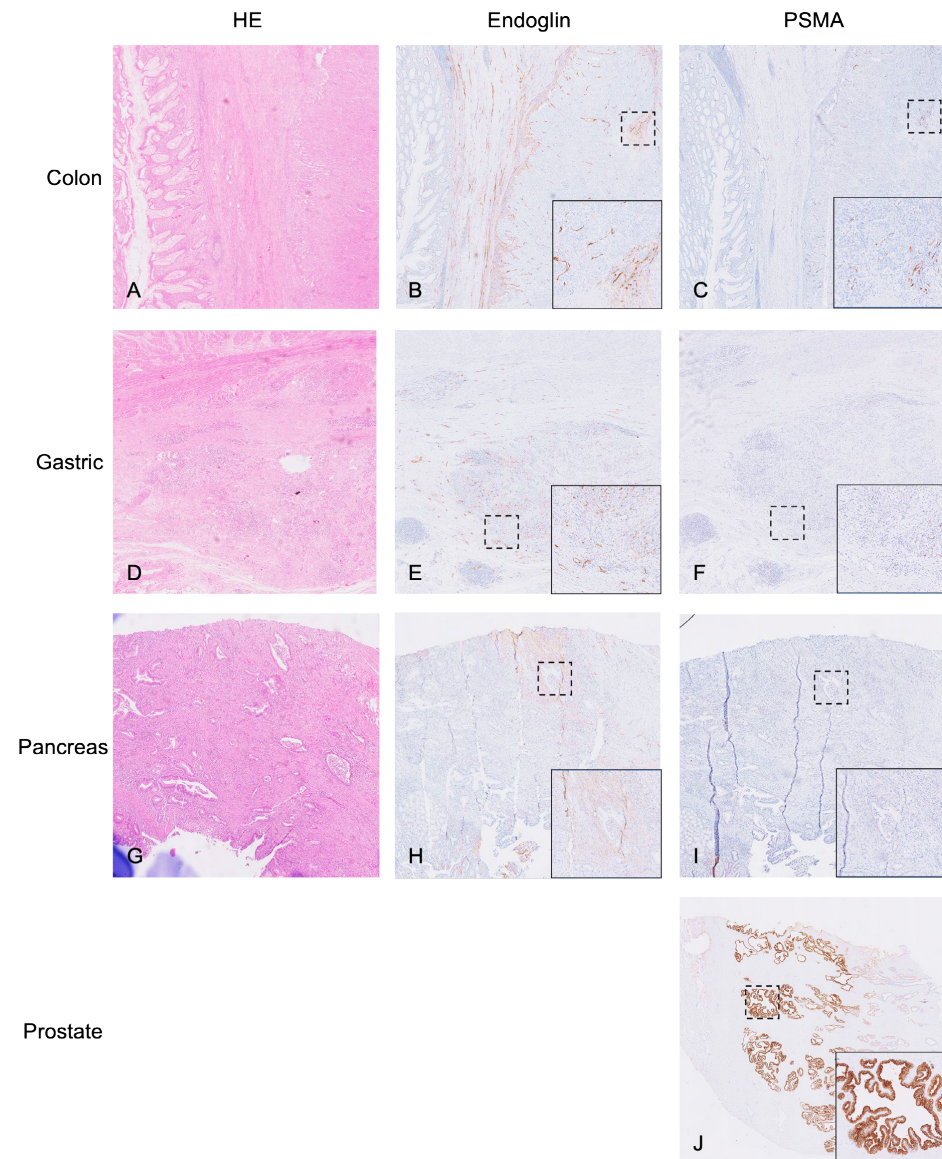 HE Endoglin PSMA
Colon
A B C
Gastric
D E F
Pancreas
G H I
Prostate
J